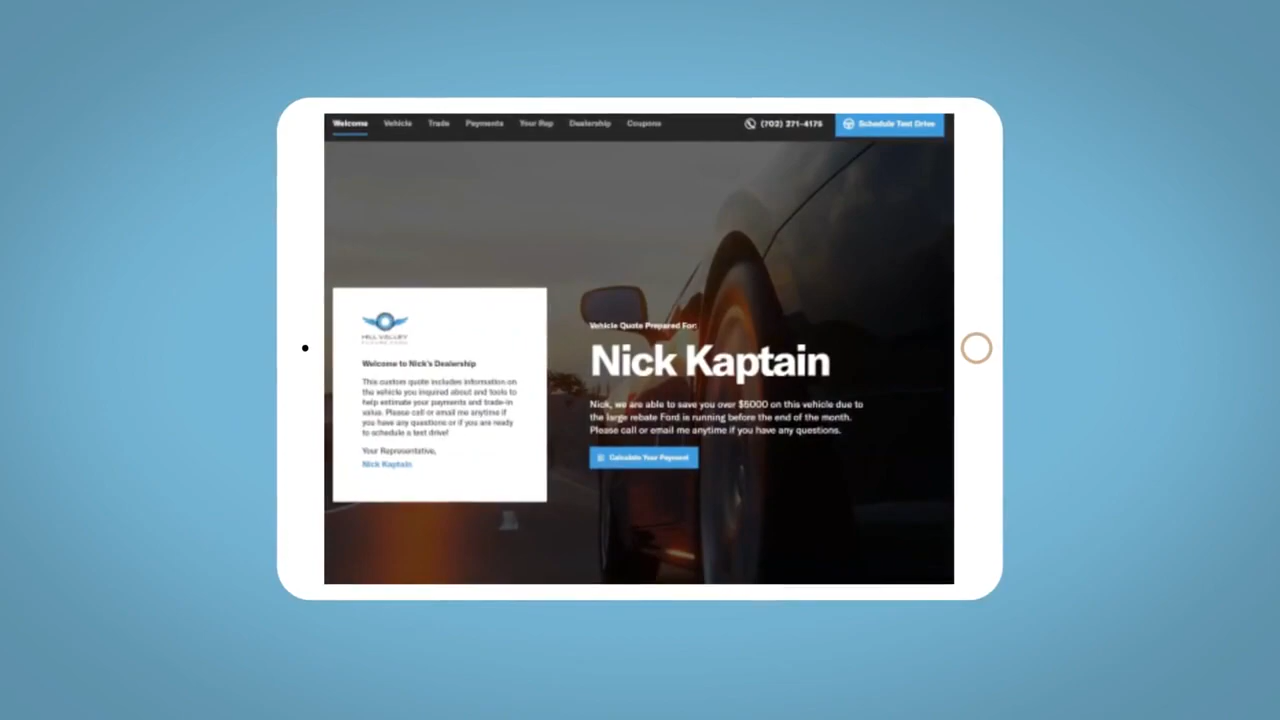 Welcome Vehicle Trade Payments Your Rep Dealership Coupons (702) 271-4175 Schedule Test Drive
HILL VALLEY
Welcome to Nick's Dealership
This custom quote includes information on
the vehicle you inquired about and tools to
help estimate your payments and trade-in
value. Please call or email me anytime if
you have any questions or if you are ready
to schedule a test drive!
Your Representative,
Nick Kaptain
Vehicle Quote Prepared For:
Nick Kaptain
Nick, we are able to save you over $5000 on this vehicle due to
the large rebate Ford is running before the end of the month.
Please call or email me anytime if you have any questions.
Calculate Your Payment